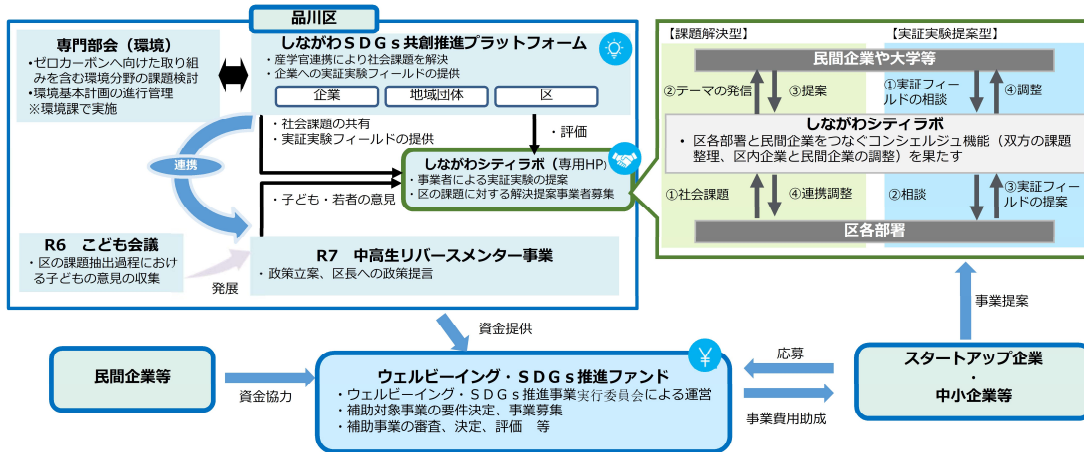 品川区
専門部会（環境）
・ゼロカーボンへ向けた取り組
みを含む環境分野の課題検討
・環境基本計画の進行管理
※環境課で実施
しながわＳＤＧｓ共創推進プラットフォーム
・産学官連携により社会課題を解決
・企業への実証実験フィールドの提供
企業
地域団体
区
・社会課題の共有
・実証実験フィールドの提供
・評価
連携
しながわシティラボ（専用HP）
・事業者による実証実験の提案
・区の課題に対する解決提案事業者募集
・子ども・若者の意見
R6　こども会議
・区の課題抽出過程におけ
る子どもの意見の収集
発展
R7　中高生リバースメンター事業
・政策立案、区長への政策提言
【課題解決型】
【実証実験提案型】
民間企業や大学等
②テーマの発信
③提案
①実証フィー
ルドの相談
④調整
しながわシティラボ
・区各部署と民間企業をつなぐコンシェルジュ機能（双方の課題
整理、区内企業と民間企業の調整）を果たす
①社会課題
④連携調整
②相談
③実証フィー
ルドの提案
区各部署
資金提供
事業提案
民間企業等
資金協力
ウェルビーイング・ＳＤＧｓ推進ファンド
・ウェルビーイング・ＳＤＧｓ推進事業実行委員会による運営
・補助対象事業の要件決定、事業募集
・補助事業の審査、決定、評価　等
¥
応募
事業費用助成
スタートアップ企業
・
中小企業等